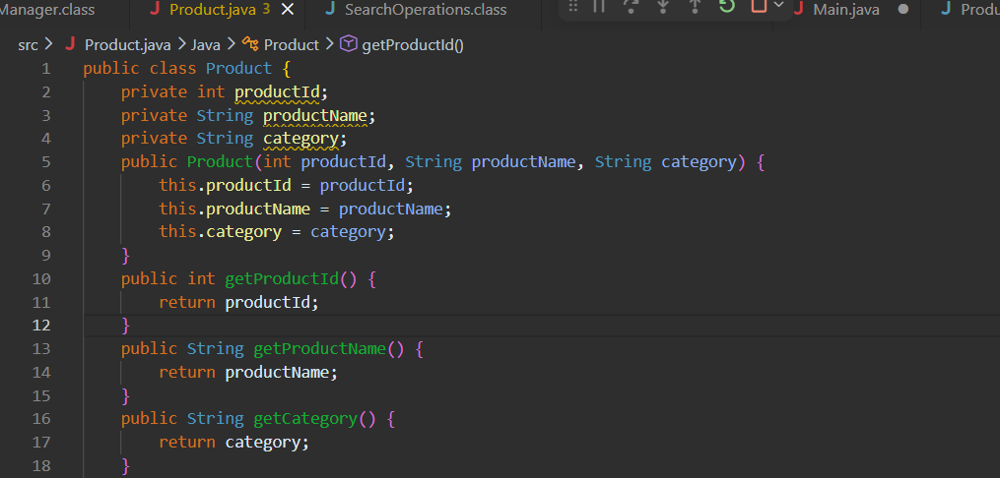 Manager.class Product.java 3 SearchOperations.class Main.java Produ
src > Product.java > Java > Product > getProductId()
1 public class Product {
2 private int productId;
3 private String productName;
4 private String category;
5 public Product(int productId, String productName, String category) {
6 this.productId = productId;
7 this.productName = productName;
8 this.category = category;
9 }
10 public int getProductId() {
11 return productId;
12 }
13 public String getProductName() {
14 return productName;
15 }
16 public String getCategory() {
17 return category;
18 }